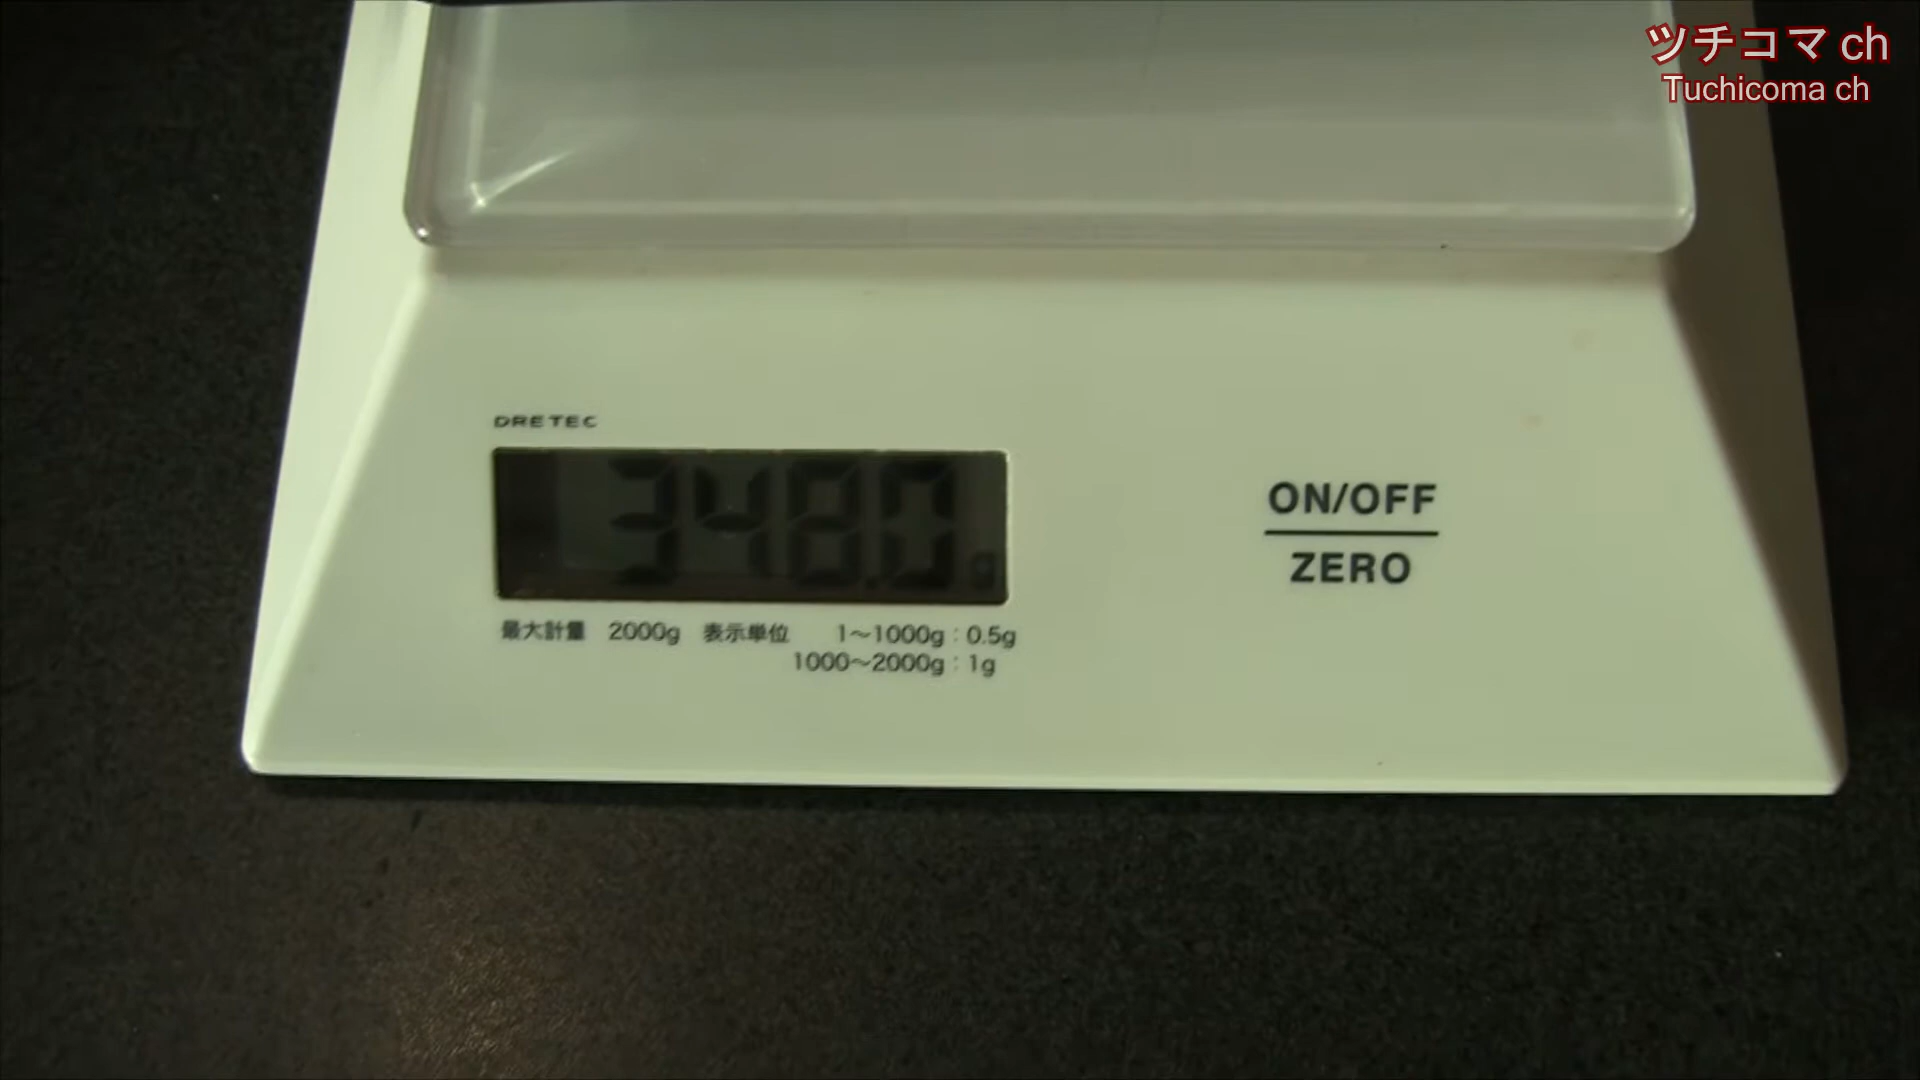 ツチコマ ch
Tuchicoma ch
DRETEC
348.0g
ON/OFF
ZERO
最大計量 2000g 表示単位 1〜1000g：0.5g
1000〜2000g：1g